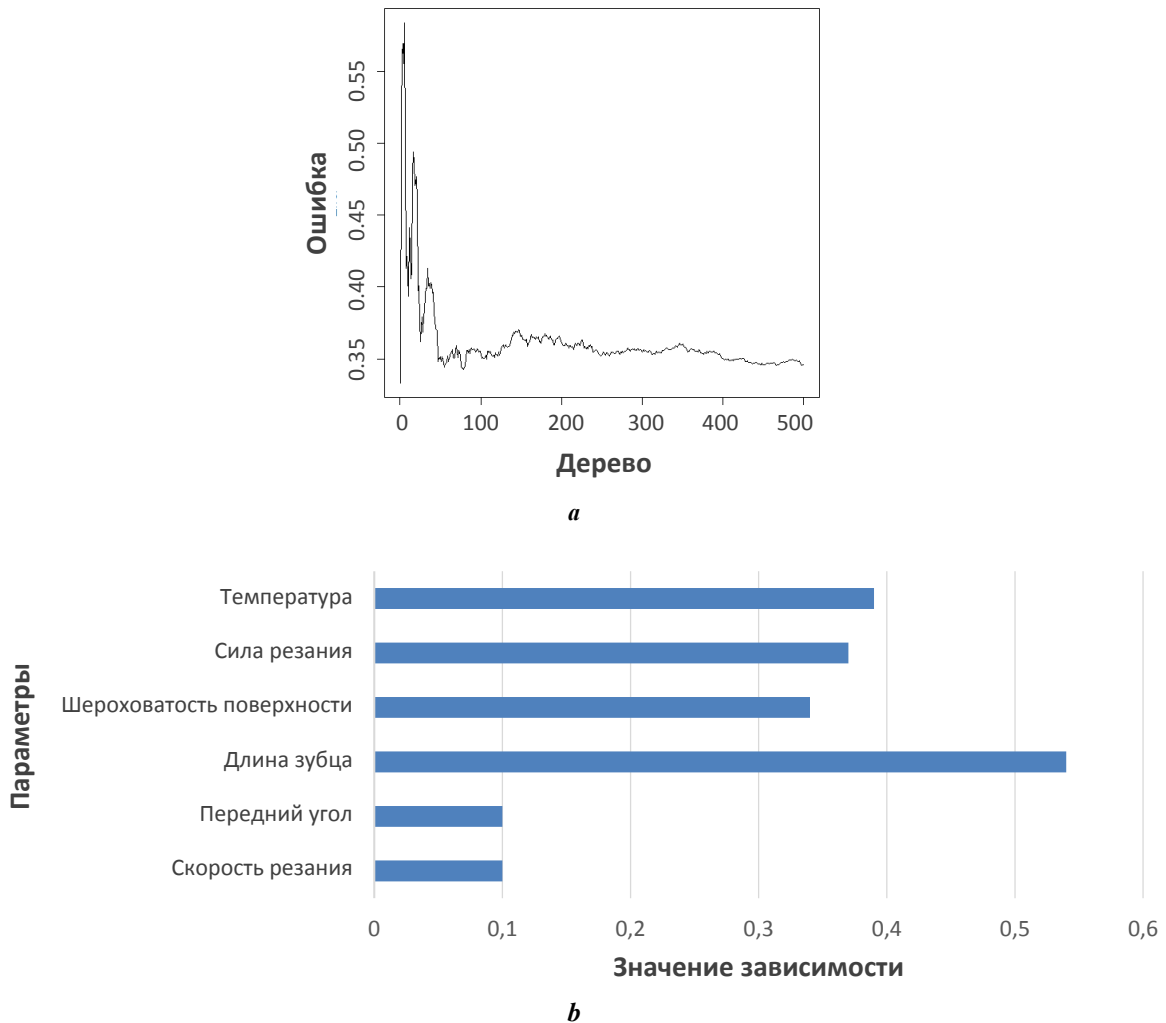 Ошибка
0.55
0.50
0.45
0.40
0.35
0 100 200 300 400 500
Дерево
a
Параметры
Температура
Сила резания
Шероховатость поверхности
Длина зубца
Передний угол
Скорость резания
0 0,1 0,2 0,3 0,4 0,5 0,6
Значение зависимости
b